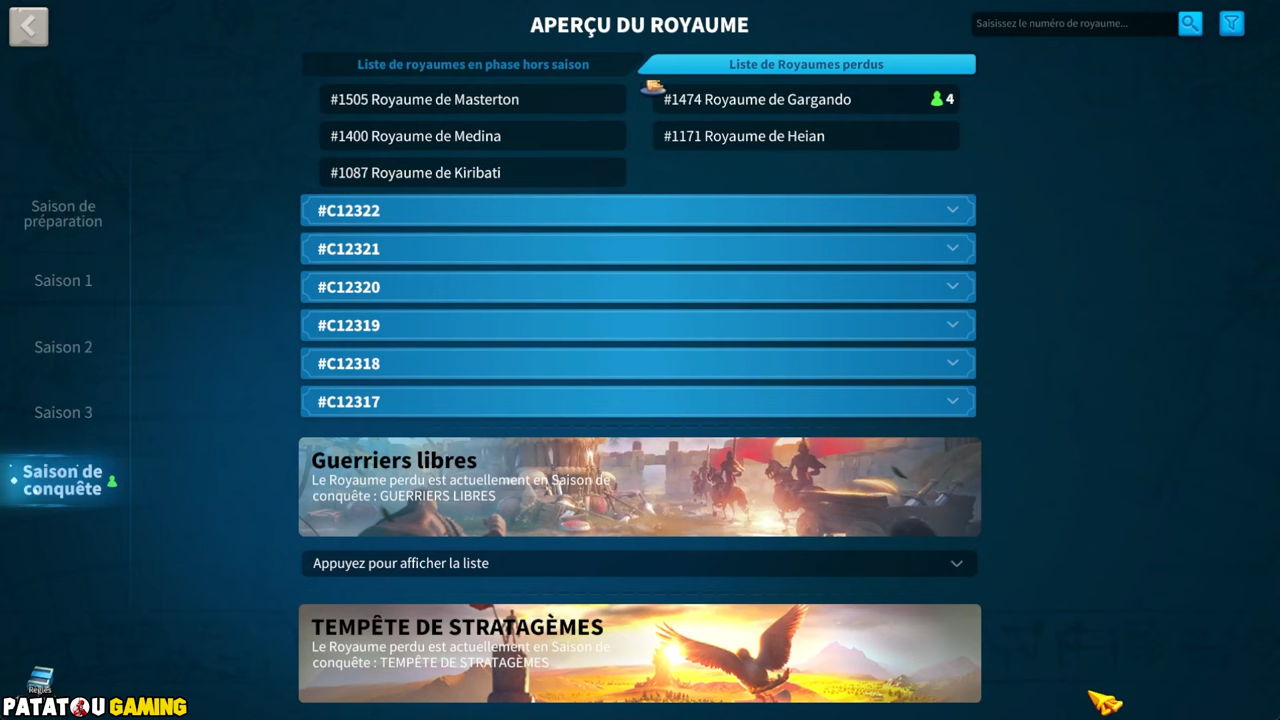 APERÇU DU ROYAUME
Saisissez le numéro de royaume...
Liste de royaumes en phase hors saison
Liste de Royaumes perdus
#1505 Royaume de Masterton
#1474 Royaume de Gargando
4
#1400 Royaume de Medina
#1171 Royaume de Heian
#1087 Royaume de Kiribati
Saison de
préparation
Saison 1
Saison 2
Saison 3
Saison de
conquête
#C12322
#C12321
#C12320
#C12319
#C12318
#C12317
Guerriers libres
Le Royaume perdu est actuellement en Saison de
conquête : GUERRIERS LIBRES
Appuyez pour afficher la liste
TEMPÊTE DE STRATAGÈMES
Le Royaume perdu est actuellement en Saison de
conquête : TEMPÊTE DE STRATAGÈMES
Règles
PATATOU GAMING